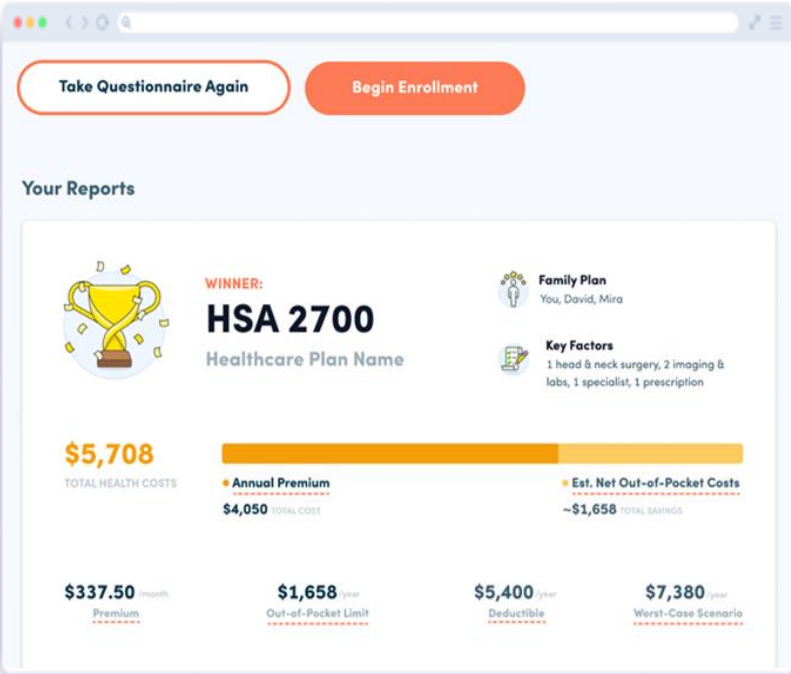 Take Questionnaire Again
Begin Enrollment
Your Reports
WINNER:
HSA 2700
Healthcare Plan Name
Family Plan
You, David, Mira
Key Factors
1 head & neck surgery, 2 imaging &
labs, 1 specialist, 1 prescription
$5,708
TOTAL HEALTH COSTS
Annual Premium
$4,050 TOTAL COST
Est. Net Out-of-Pocket Costs
~$1,658 TOTAL SAVINGS
$337.50 /month
Premium
$1,658 /year
Out-of-Pocket Limit
$5,400 /year
Deductible
$7,380 /year
Worst-Case Scenario